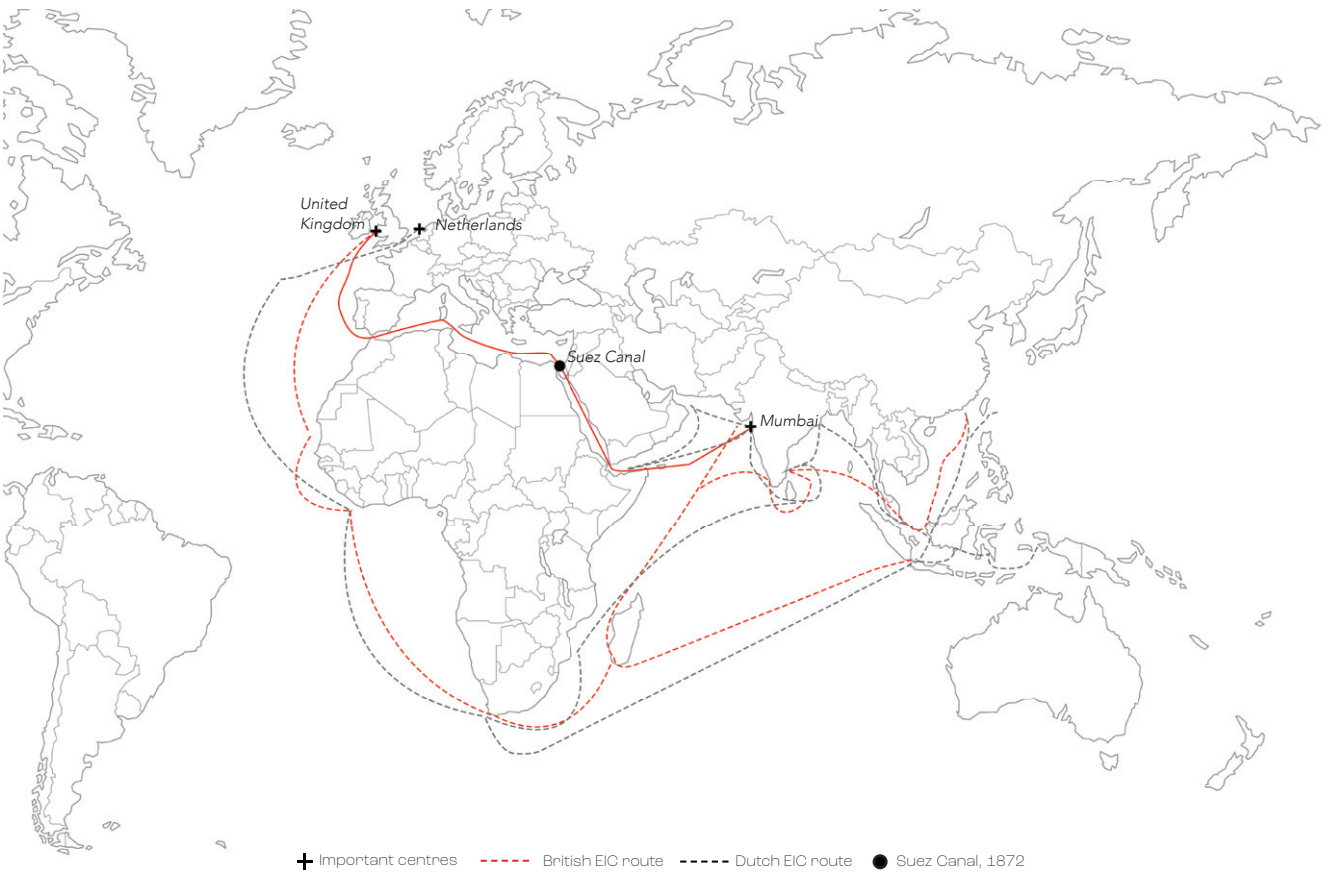 United
Kingdom
Netherlands
Suez Canal
Mumbai
Important centres
British EIC route
Dutch EIC route
Suez Canal, 1872